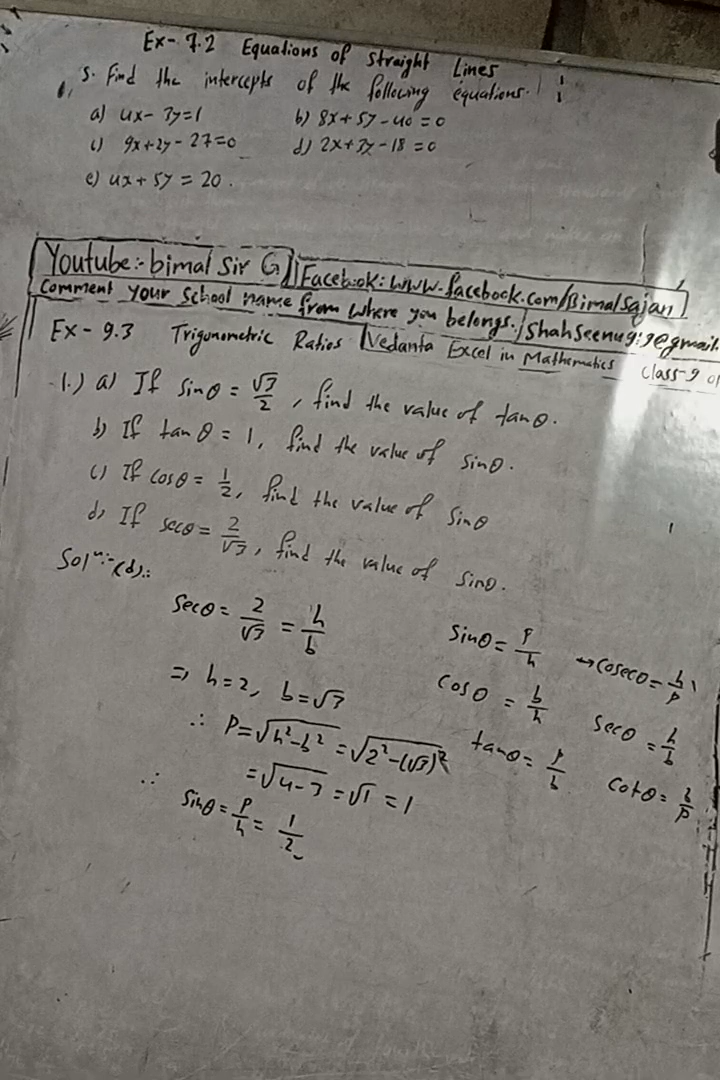 Ex- 7.2 Equations of Straight Lines
5. Find the intercepts of the following equations.
a) 4x- 3y=1 b) 8x+5y-40=0
c) 9x+2y-27=0 d) 2x+3y-18=0
e) 4x+5y = 20.
Youtube:- bimal Sir G Facebook: www.facebook.com/Bimalsajan
Comment your School name from where you belongs. Shahseenu9:9@gmail.
Ex- 9.3 Trigonometric Ratios Vedanta Excel in Mathematics Class-9
1.) a) If sinθ = √3/2, find the value of tanθ.
b) If tanθ = 1, find the value of sinθ.
c) If cosθ = 1/2, find the value of sinθ
d) If secθ = 2/√3, find the value of sinθ.
Solⁿ:-(d):
secθ = 2/√3 = h/b sinθ = P/h → cosecθ = h/P
⇒ h=2, b=√3 cosθ = b/h secθ = h/b
∴ P=√h²-b² = √2²-(√3)² tanθ = P/b cotθ = b/P
=√4-3 = √1 = 1
∴ sinθ = P/h = 1/2